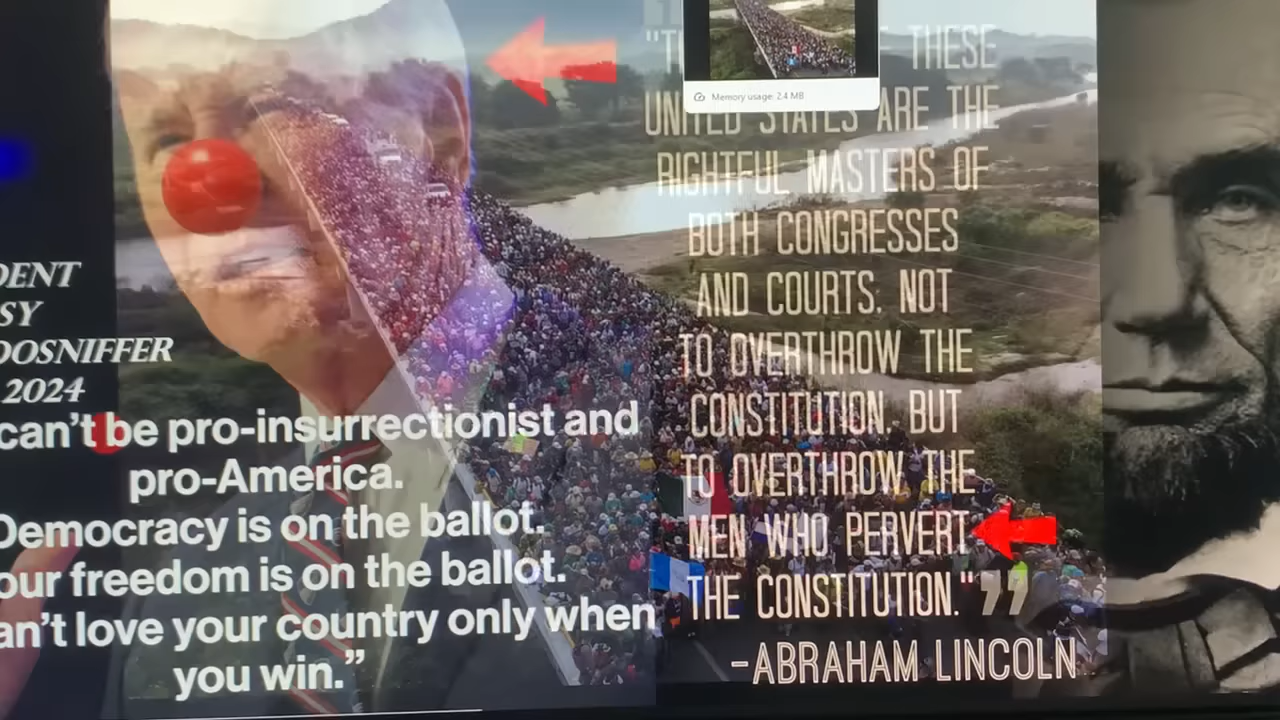 DENT
SY
DOSNIFFER
2024
can't be pro-insurrectionist and
pro-America.
Democracy is on the ballot.
our freedom is on the ballot.
an't love your country only when
you win.”
Memory usage: 2.4 MB
THESE
UNITED STATES ARE THE
RIGHTFUL MASTERS OF
BOTH CONGRESSES
AND COURTS. NOT
TO OVERTHROW THE
CONSTITUTION. BUT
TO OVERTHROW THE
MEN WHO PERVERT
THE CONSTITUTION."”
-ABRAHAM LINCOLN